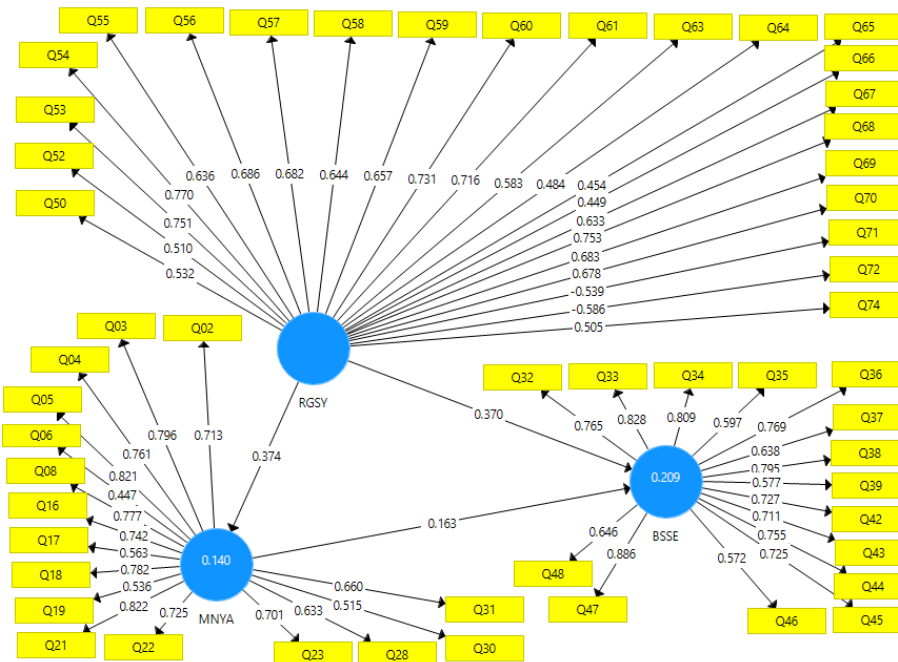 Q55
Q56
Q57
Q58
Q59
Q60
Q61
Q63
Q64
Q65
Q54
Q66
Q53
Q67
Q52
Q68
Q50
Q69
Q70
Q71
Q72
Q74
0.636
0.686
0.682
0.644
0.657
0.731
0.716
0.583
0.484
0.454
0.770
0.449
0.751
0.633
0.510
0.753
0.532
0.683
0.678
-0.539
-0.586
0.505
RGSY
0.374
0.370
0.163
Q03
Q02
Q04
Q05
Q06
Q08
Q16
Q17
Q18
Q19
Q21
Q22
Q23
Q28
Q30
Q31
0.796
0.713
0.761
0.821
0.447
0.777
0.742
0.563
0.782
0.536
0.822
0.725
0.701
0.633
0.515
0.660
0.140
MNYA
Q32
Q33
Q34
Q35
Q36
Q37
Q38
Q39
Q42
Q43
Q44
Q45
Q46
Q47
Q48
0.765
0.828
0.809
0.597
0.769
0.638
0.795
0.577
0.727
0.711
0.755
0.725
0.572
0.886
0.646
0.209
BSSE